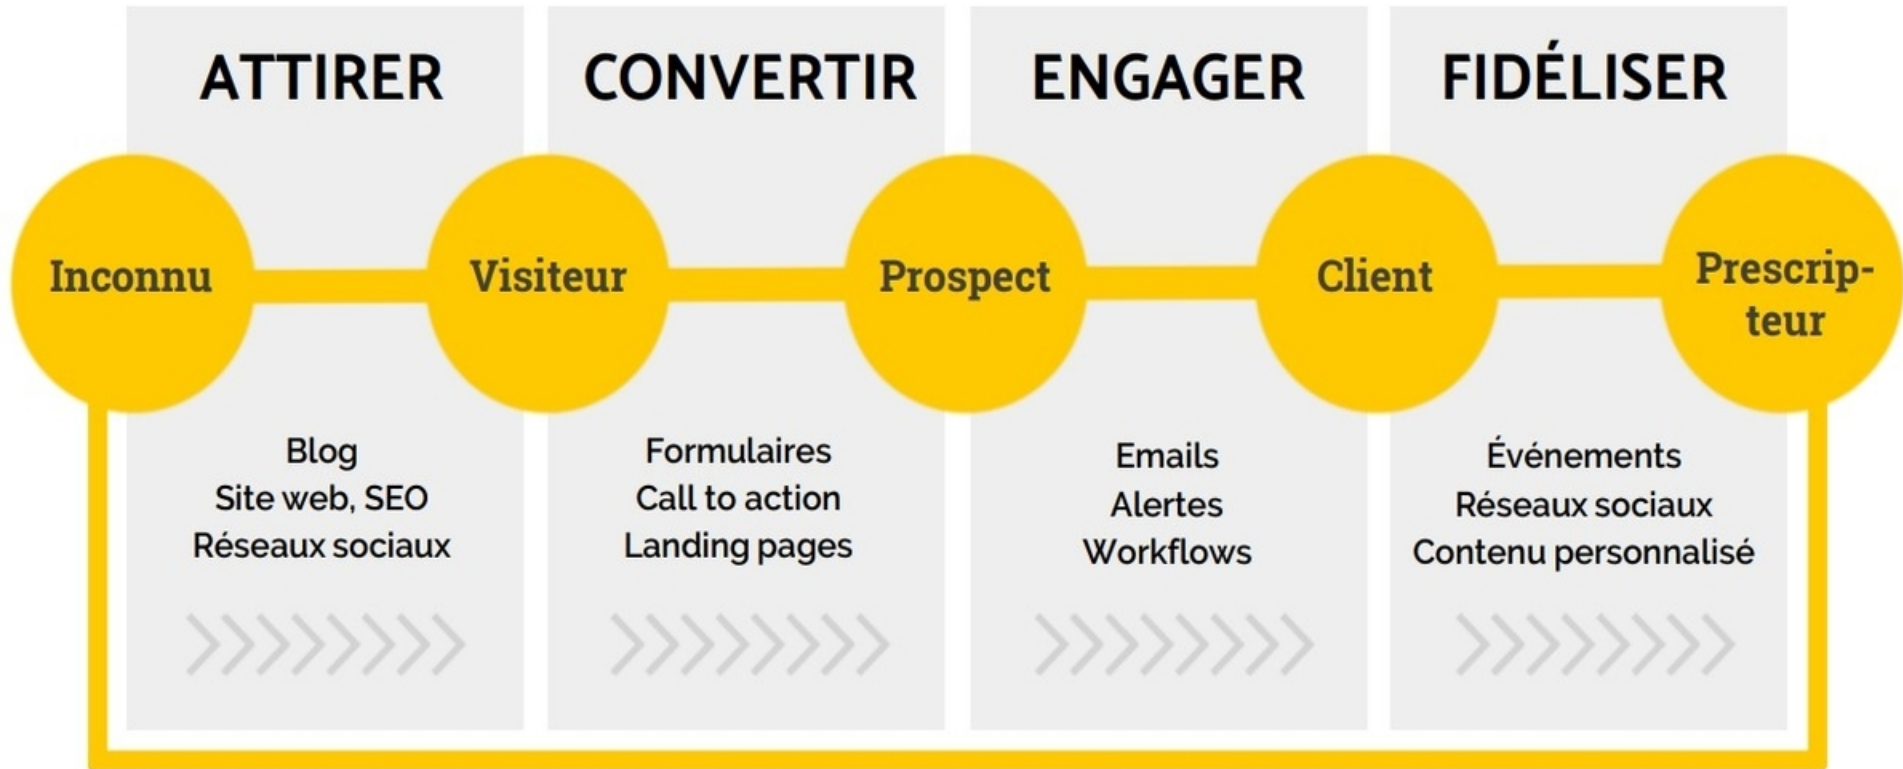 ATTIRER
CONVERTIR
ENGAGER
FIDÉLISER
Inconnu
Visiteur
Prospect
Client
Prescrip-
teur
Blog
Site web, SEO
Réseaux sociaux
Formulaires
Call to action
Landing pages
Emails
Alertes
Workflows
Événements
Réseaux sociaux
Contenu personnalisé